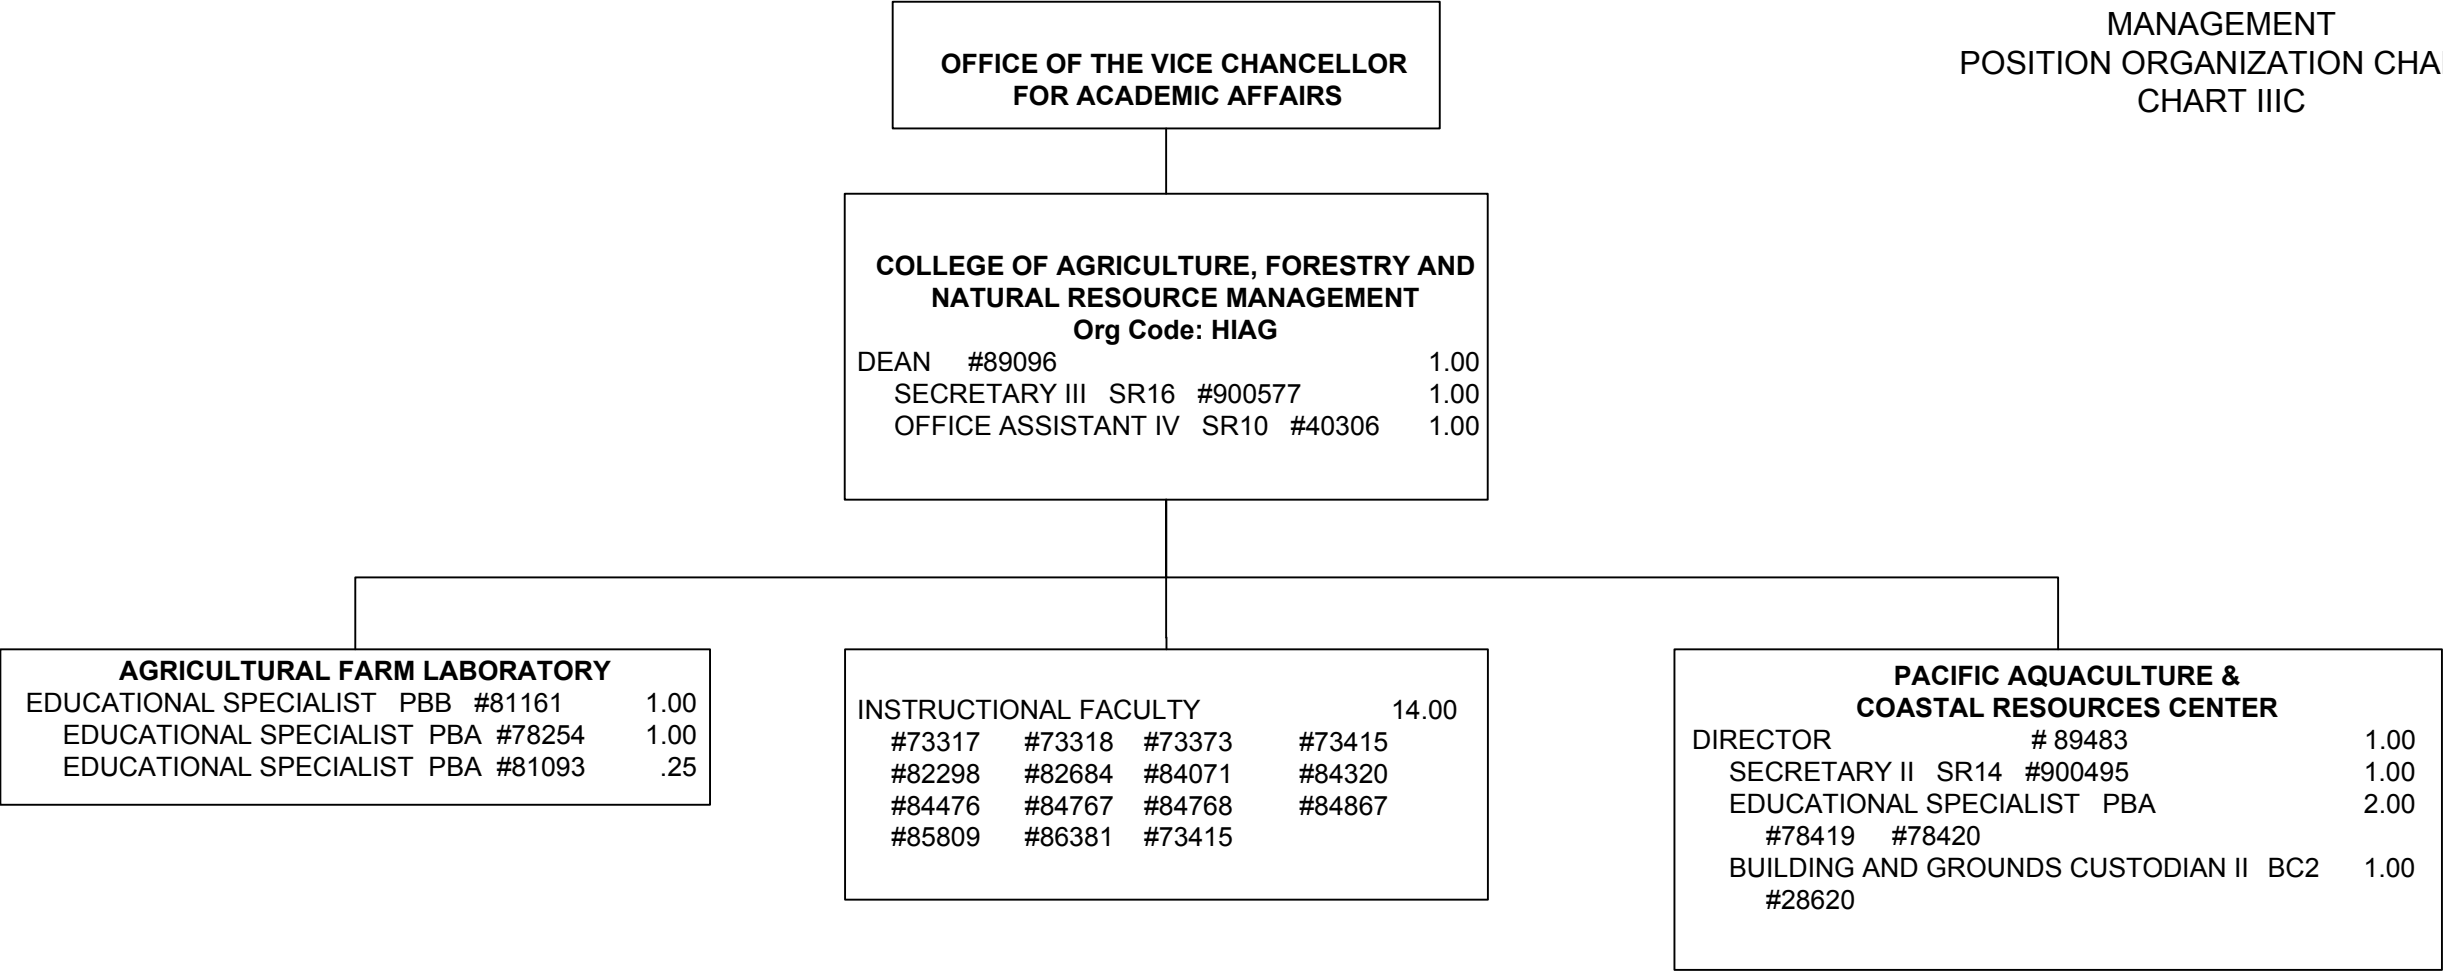 MANAGEMENT
POSITION ORGANIZATION
CHART IIIC
OFFICE OF THE VICE CHANCELLOR
FOR ACADEMIC AFFAIRS
COLLEGE OF AGRICULTURE, FORESTRY AND
NATURAL RESOURCE MANAGEMENT
Org Code: HIAG
DEAN #89096 1.00
SECRETARY III SR16 #900577 1.00
OFFICE ASSISTANT IV SR10 #40306 1.00
AGRICULTURAL FARM LABORATORY
EDUCATIONAL SPECIALIST PBB #81161 1.00
EDUCATIONAL SPECIALIST PBA #78254 1.00
EDUCATIONAL SPECIALIST PBA #81093 .25
INSTRUCTIONAL FACULTY 14.00
#73317 #73318 #73373 #73415
#82298 #82684 #84071 #84320
#84476 #84767 #84768 #84867
#85809 #86381 #73415
PACIFIC AQUACULTURE &
COASTAL RESOURCES CENTER
DIRECTOR # 89483 1.00
SECRETARY II SR14 #900495 1.00
EDUCATIONAL SPECIALIST PBA 2.00
#78419 #78420
BUILDING AND GROUNDS CUSTODIAN II BC2 1.00
#28620